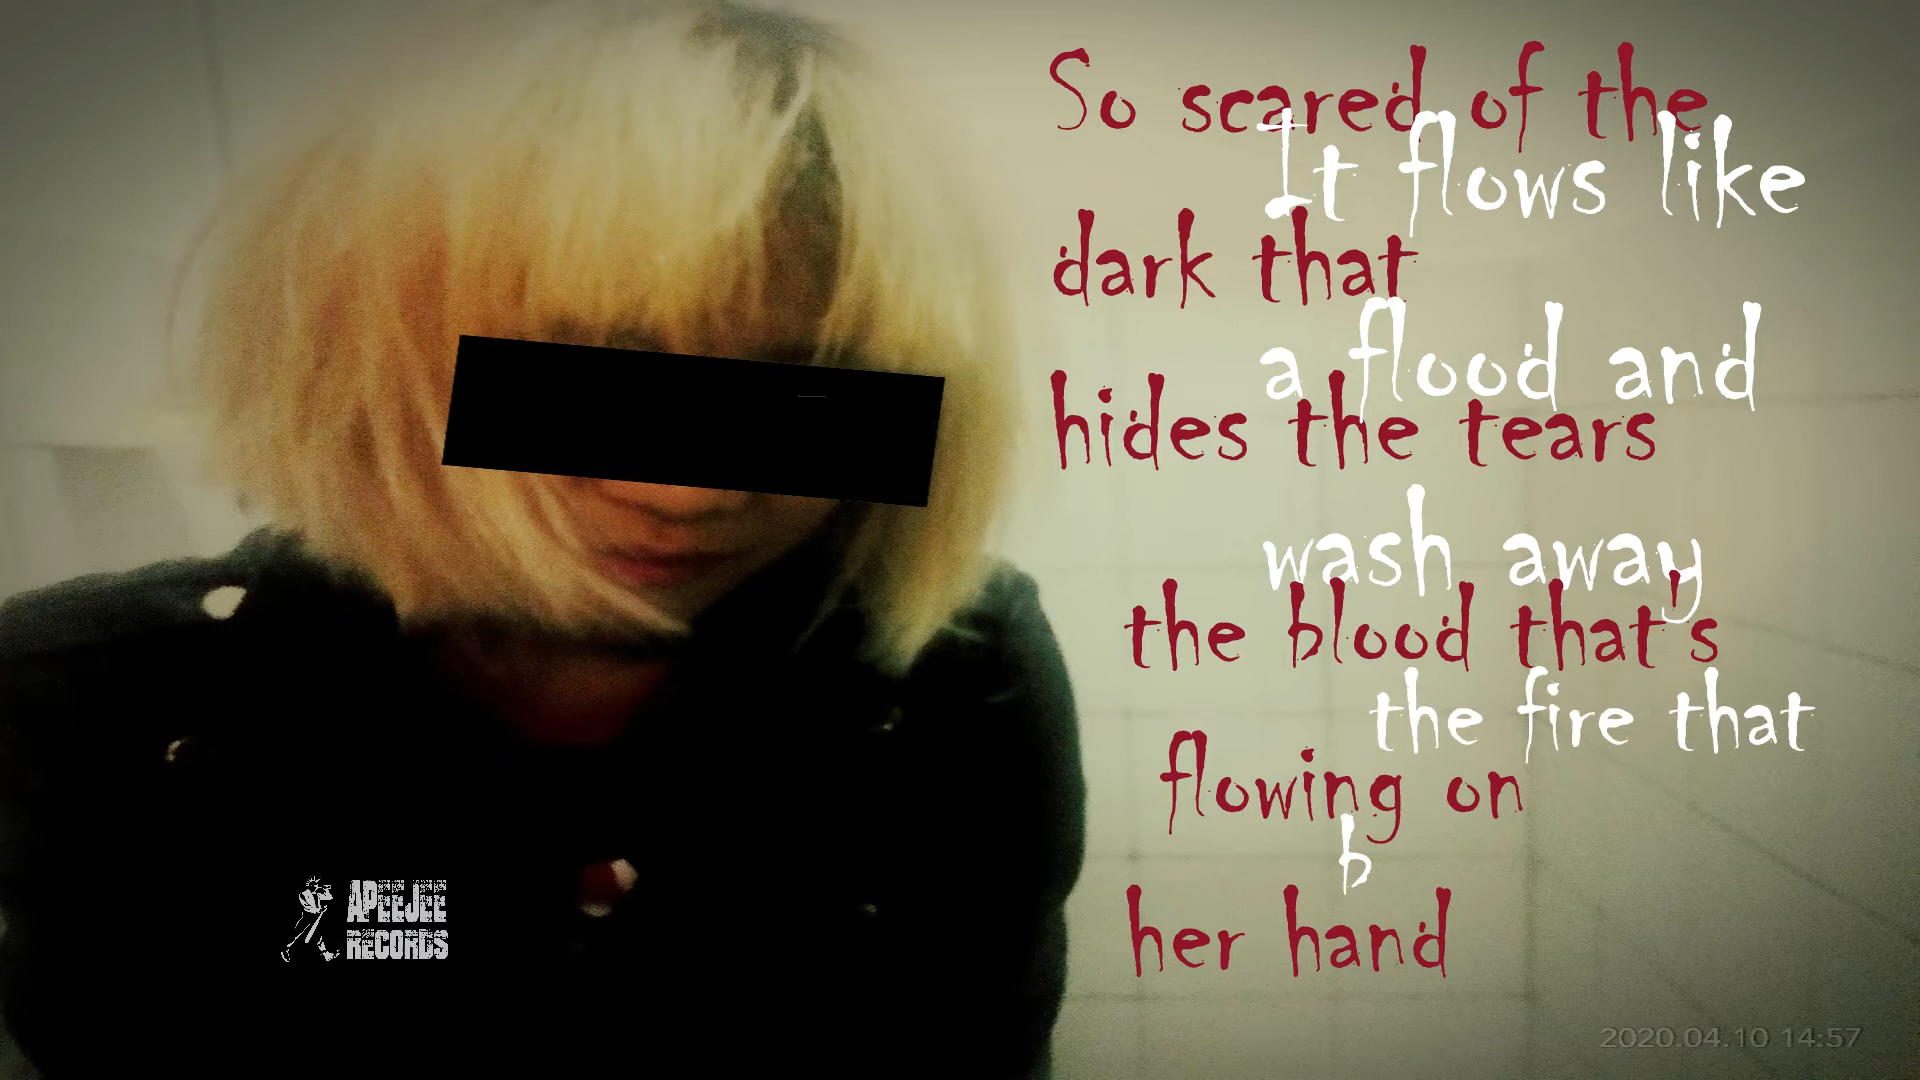 So scared of the
It flows like
dark that
a flood and
hides the tears
wash away
the blood that's
the fire that
flowing on
b
her hand
APEEJEE
RECORDS
2020.04.10 14:57